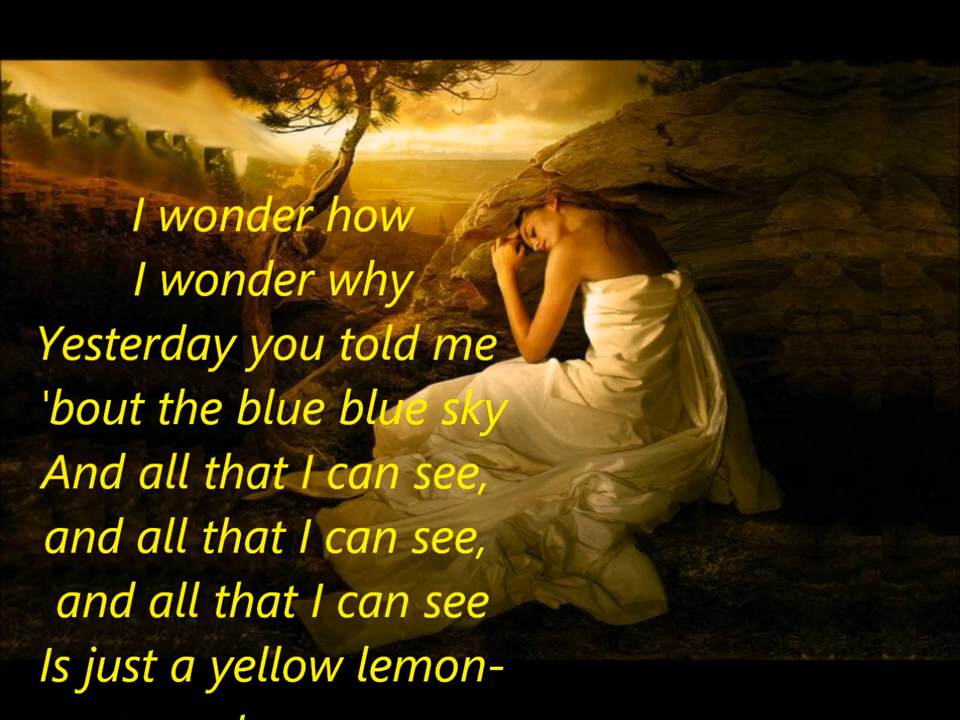 I wonder how
I wonder why
Yesterday you told me
'bout the blue blue sky
And all that I can see,
and all that I can see,
and all that I can see
Is just a yellow lemon-